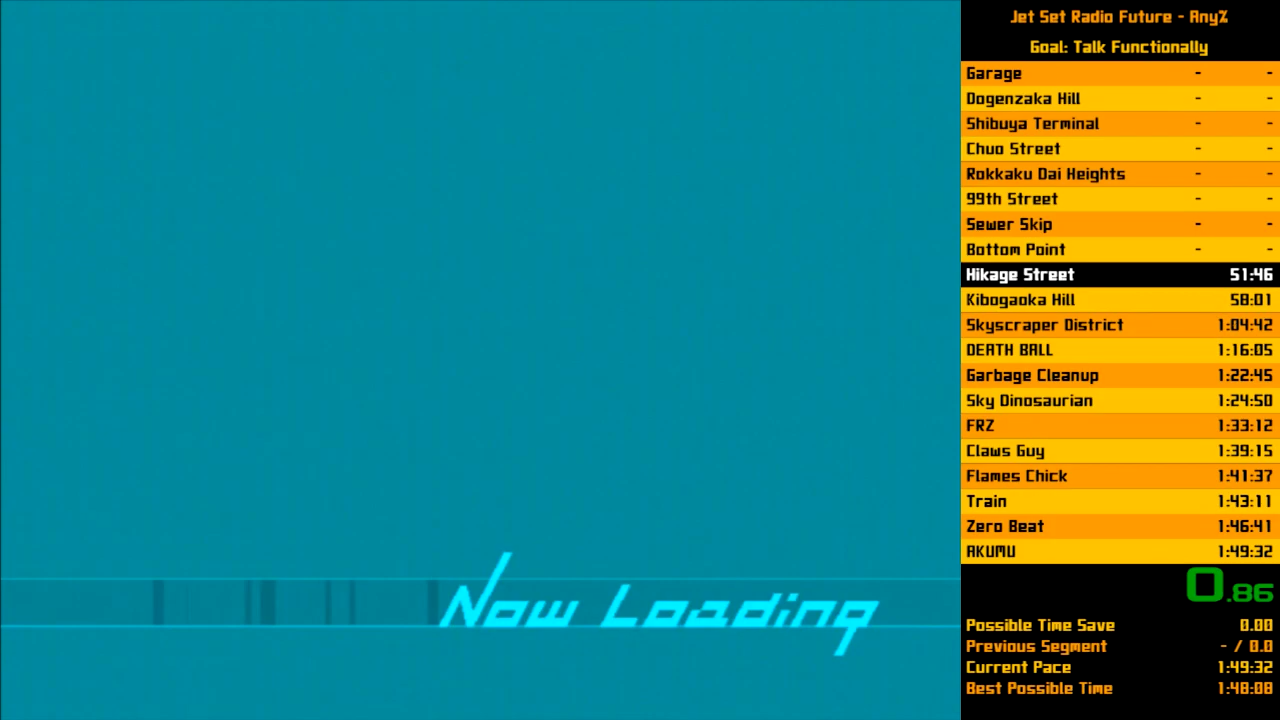 Now Loading
Jet Set Radio Future - Any%
Goal: Talk Functionally
Garage - -
Dogenzaka Hill - -
Shibuya Terminal - -
Chuo Street - -
Rokkaku Dai Heights - -
99th Street - -
Sewer Skip - -
Bottom Point - -
Hikage Street 51:46
Kibogaoka Hill 58:01
Skyscraper District 1:04:42
DEATH BALL 1:16:05
Garbage Cleanup 1:22:45
Sky Dinosaurian 1:24:50
FRZ 1:33:12
Claws Guy 1:39:15
Flames Chick 1:41:37
Train 1:43:11
Zero Beat 1:46:41
AKUMU 1:49:32
0.86
Possible Time Save 0.00
Previous Segment - / 0.0
Current Pace 1:49:32
Best Possible Time 1:48:08